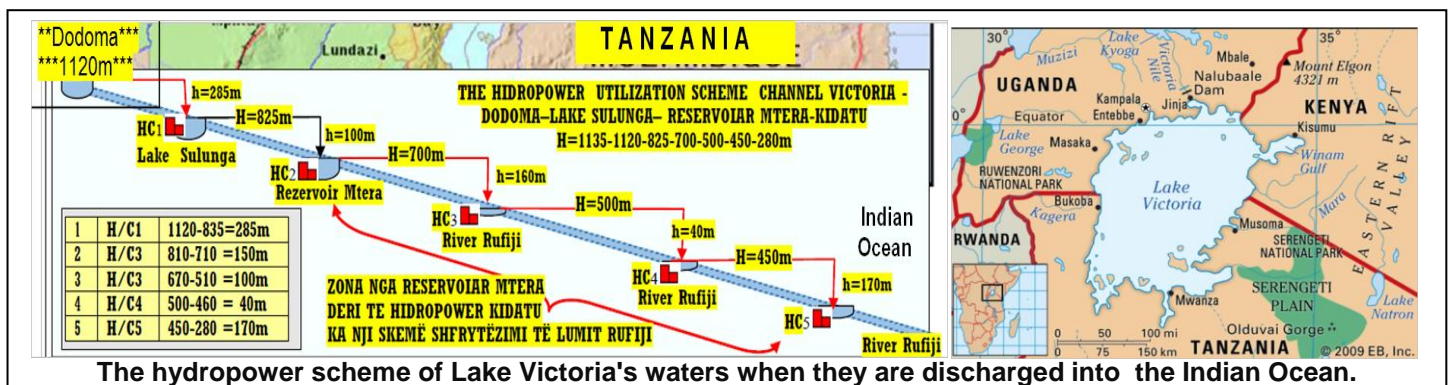 **Dodoma***
***1120m***
Lundazi
TANZANIA
h=285m
THE HIDROPOWER UTILIZATION SCHEME CHANNEL VICTORIA -
DODOMA–LAKE SULUNGA– RESERVOIAR MTERA-KIDATU
H=1135-1120-825-700-500-450-280m
HC1
H=825m
Lake Sulunga
h=100m
HC2
H=700m
Rezervoir Mtera
h=160m
HC3
H=500m
River Rufiji
h=40m
HC4
H=450m
River Rufiji
h=170m
HC5
River Rufiji
Indian
Ocean
1 H/C1 1120-835=285m
2 H/C3 810-710 =150m
3 H/C3 670-510 =100m
4 H/C4 500-460 = 40m
5 H/C5 450-280 =170m
ZONA NGA RESERVOIAR MTERA
DERI TE HIDROPOWER KIDATU
KA NJI SKEMË SHFRYTËZIMI TË LUMIT RUFIJI
30°
35°
Lake
Kyoga
Muzizi
Victoria
Nile
Mbale
Mount Elgon
4321 m
UGANDA
Nalubaale
Dam
Kampala
Jinja
KENYA
Entebbe
0°
Equator
Kisumu
Lake
George
Masaka
Winam
Gulf
RUWENZORI
NATIONAL PARK
Lake
Victoria
EASTERN RIFT
VALLEY
Bukoba
Kagera
Mara
Musoma
RWANDA
SERENGETI
NATIONAL PARK
Mwanza
SERENGETI
PLAIN
Lake
Natron
0 50 100 mi
0 75 150 km
Olduvai Gorge
TANZANIA
© 2009 EB, Inc.
The hydropower scheme of Lake Victoria's waters when they are discharged into the Indian Ocean.